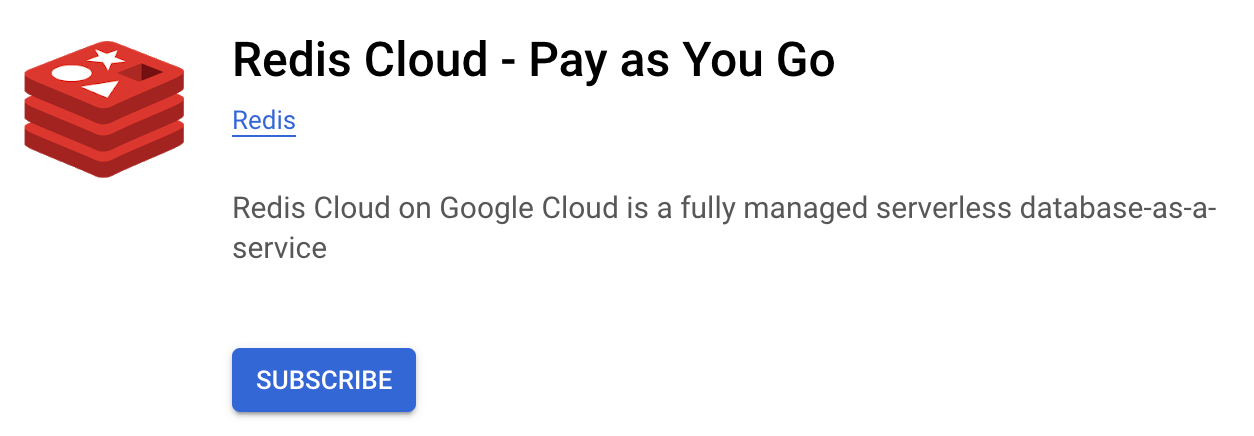 Redis Cloud - Pay as You Go
Redis
Redis Cloud on Google Cloud is a fully managed serverless database-as-a-
service
SUBSCRIBE